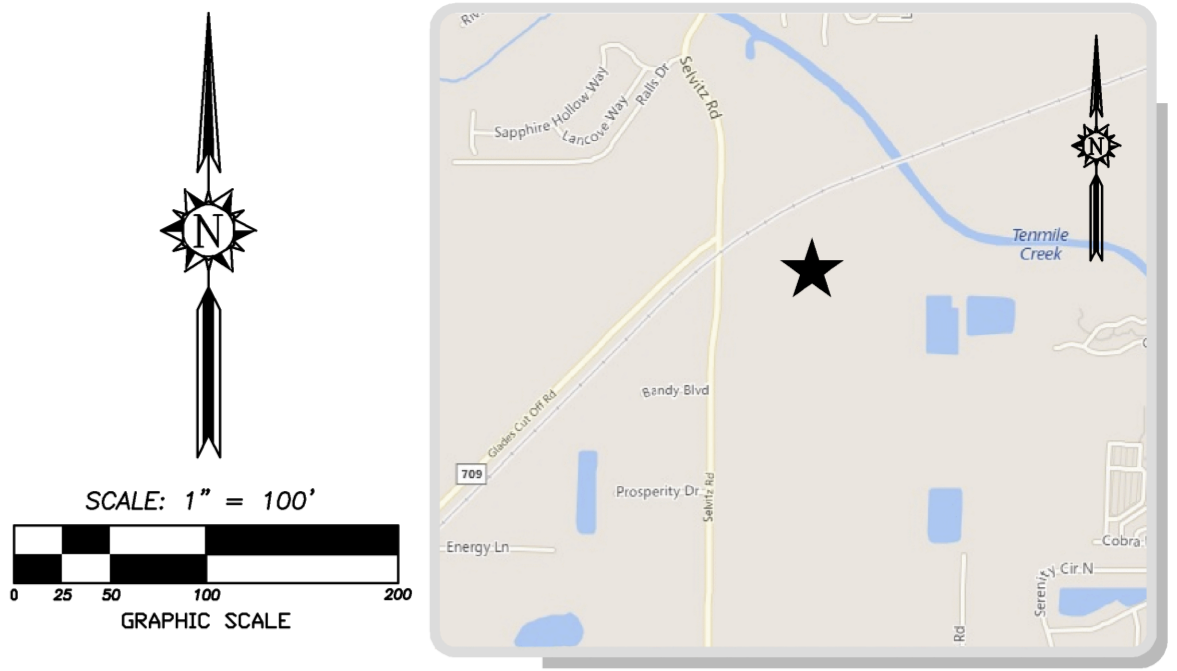 N
SCALE: 1" = 100'
0 25 50 100 200
GRAPHIC SCALE
Selvitz Rd
Ralls Dr
Sapphire Hollow Way
Lancove Way
N
Tenmile
Creek
Bandy Blvd
Glades Cut Off Rd
709
Prosperity Dr
Selvitz Rd
Energy Ln
Cobra
Serenity Cir N
Rd